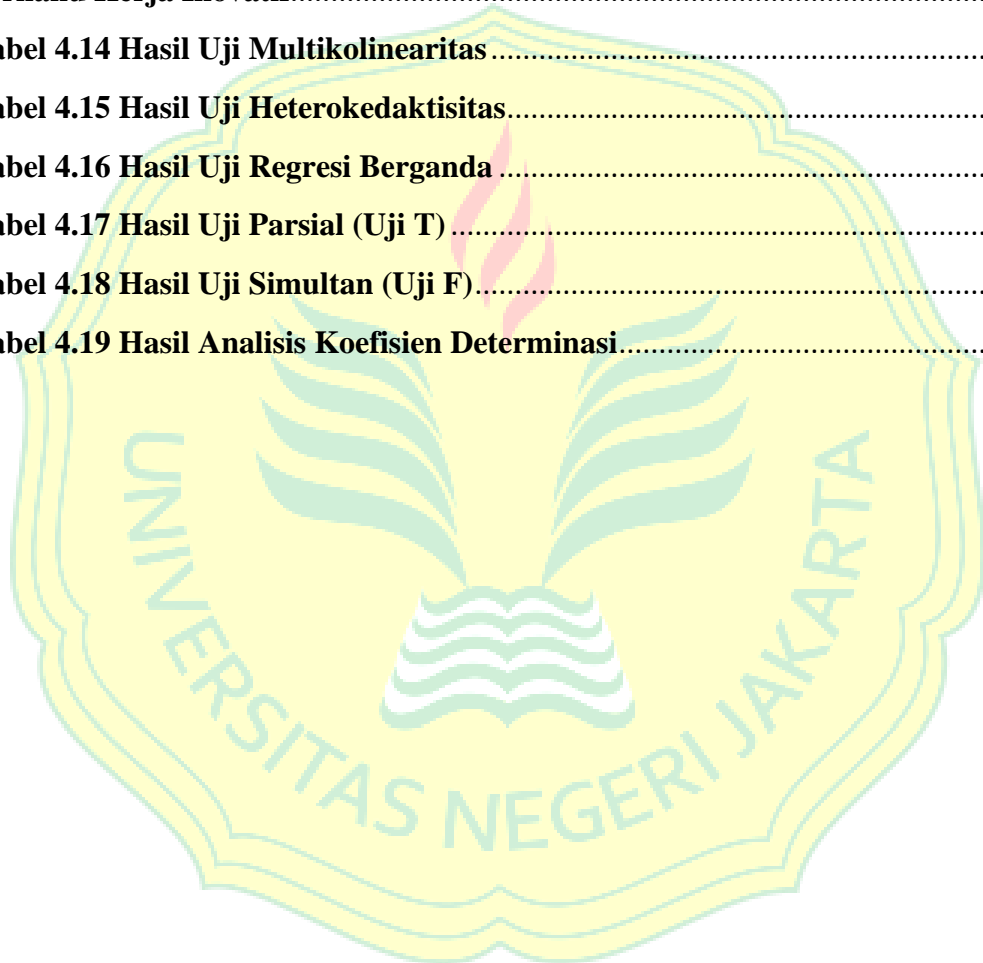 Kerja Inovatif
abel 4.14 Hasil Uji Multikolinearitas
abel 4.15 Hasil Uji Heterokedaktisitas
abel 4.16 Hasil Uji Regresi Berganda
abel 4.17 Hasil Uji Parsial (Uji T)
abel 4.18 Hasil Uji Simultan (Uji F)
abel 4.19 Hasil Analisis Koefisien Determinasi
UNIVERSITAS NEGERI JAKARTA